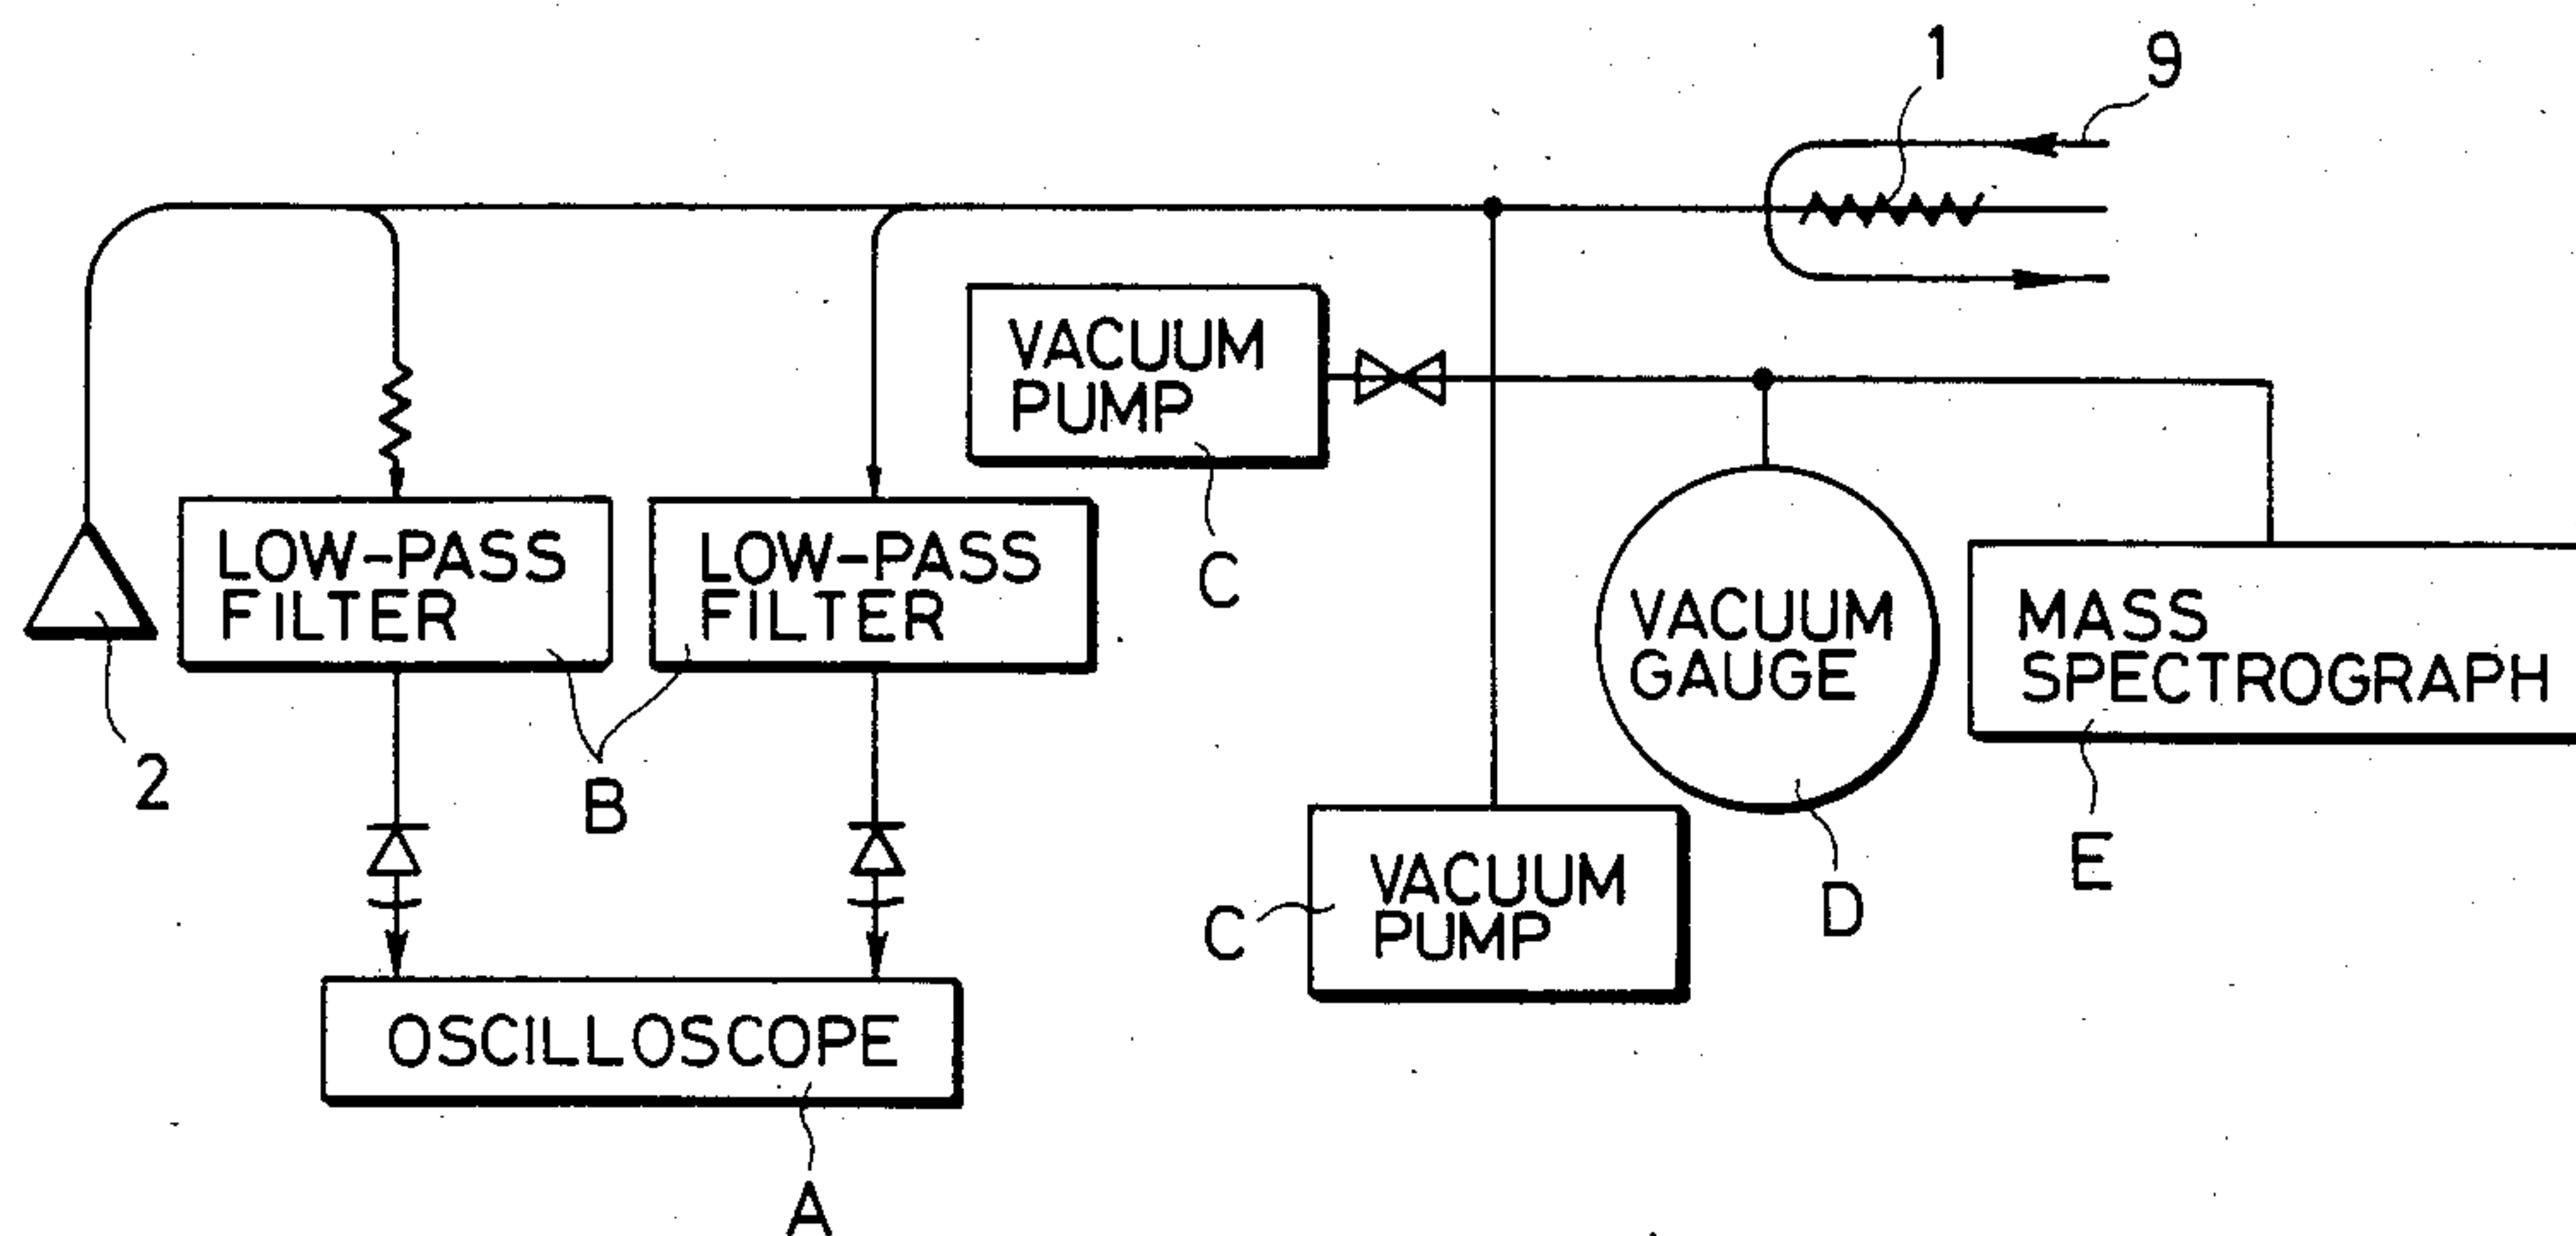 1
9
VACUUM
PUMP
C
LOW-PASS
FILTER
LOW-PASS
FILTER
B
2
VACUUM
GAUGE
D
MASS
SPECTROGRAPH
E
VACUUM
PUMP
C
OSCILLOSCOPE
A